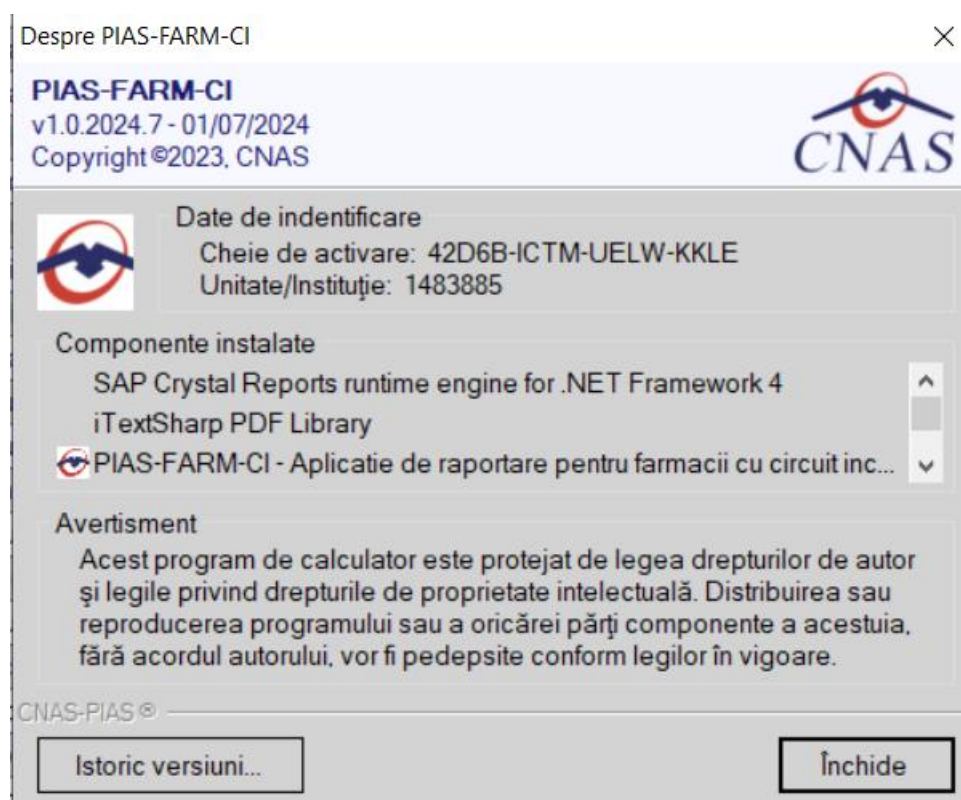 Despre PIAS-FARM-CI
PIAS-FARM-CI
v1.0.2024.7 - 01/07/2024
Copyright©2023, CNAS
CNAS
Date de indentificare
Cheie de activare: 42D6B-ICTM-UELW-KKLE
Unitate/Instituţie: 1483885
Componente instalate
SAP Crystal Reports runtime engine for .NET Framework 4
iTextSharp PDF Library
PIAS-FARM-CI - Aplicatie de raportare pentru farmacii cu circuit inc...
Avertisment
Acest program de calculator este protejat de legea drepturilor de autor
şi legile privind drepturile de proprietate intelectuală. Distribuirea sau
reproducerea programului sau a oricărei părţi componente a acestuia,
fără acordul autorului, vor fi pedepsite conform legilor în vigoare.
CNAS-PIAS®
Istoric versiuni...
Închide